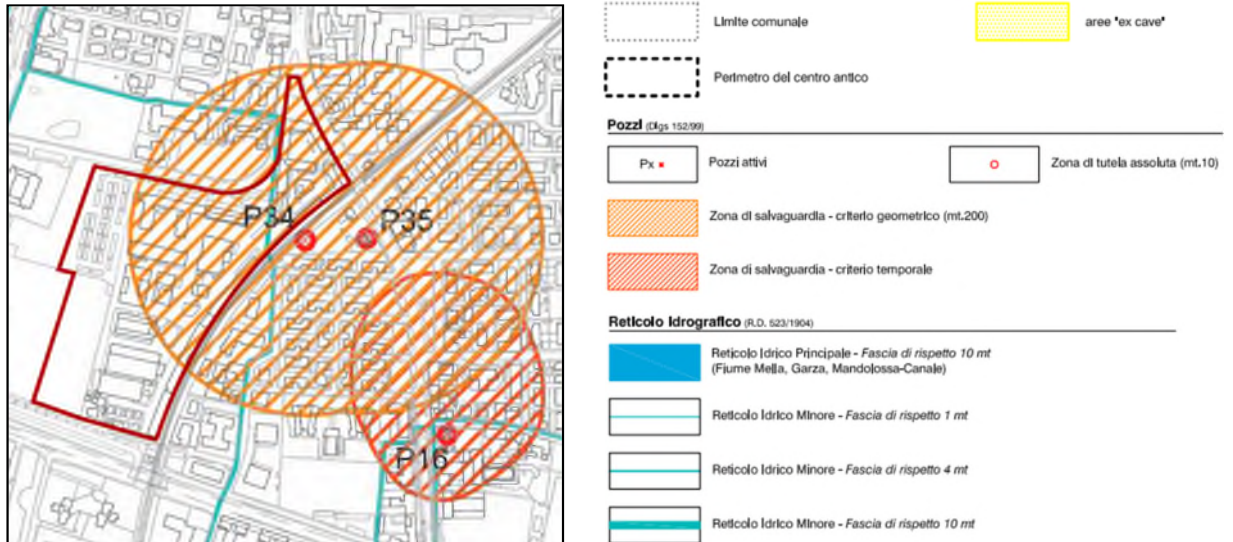 P34
P35
P16
Limite comunale
aree "ex cave"
Perimetro del centro antico
Pozzi (Dlgs 152/99)
Px
Pozzi attivi
Zona di tutela assoluta (mt.10)
Zona di salvaguardia - criterio geometrico (mt.200)
Zona di salvaguardia - criterio temporale
Reticolo Idrografico (R.D. 523/1904)
Reticolo Idrico Principale - Fascia di rispetto 10 mt
(Fiume Mella, Garza, Mandolossa-Canale)
Reticolo Idrico Minore - Fascia di rispetto 1 mt
Reticolo Idrico Minore - Fascia di rispetto 4 mt
Reticolo Idrico Minore - Fascia di rispetto 10 mt